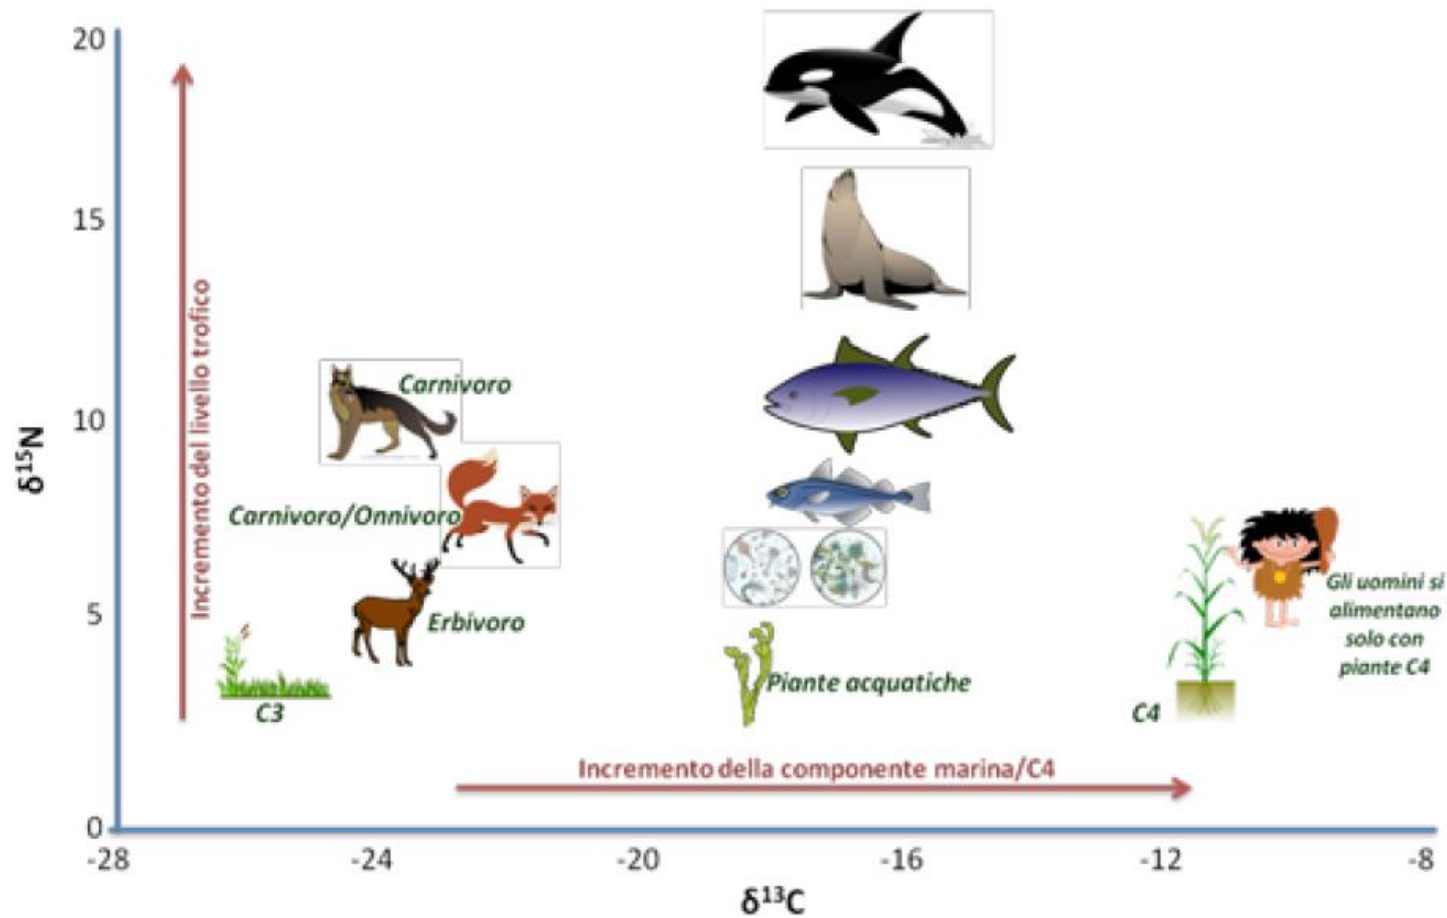 20
15
10
5
0
δ¹⁵N
Incremento del livello trofico
Carnivoro
Carnivoro/Onnivoro
Erbivoro
C3
Piante acquatiche
C4
Gli uomini si
alimentano
solo con
piante C4
Incremento della componente marina/C4
-28 -24 -20 -16 -12 -8
δ¹³C